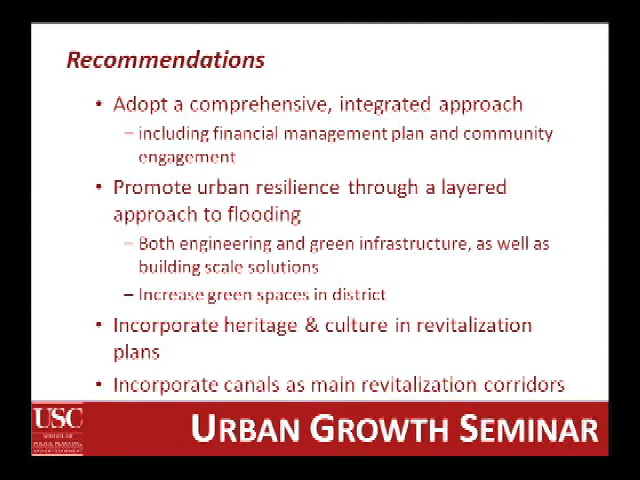 Recommendations
• Adopt a comprehensive, integrated approach
– including financial management plan and community
engagement
• Promote urban resilience through a layered
approach to flooding
– Both engineering and green infrastructure, as well as
building scale solutions
– Increase green spaces in district
• Incorporate heritage & culture in revitalization
plans
• Incorporate canals as main revitalization corridors
USC
URBAN GROWTH SEMINAR